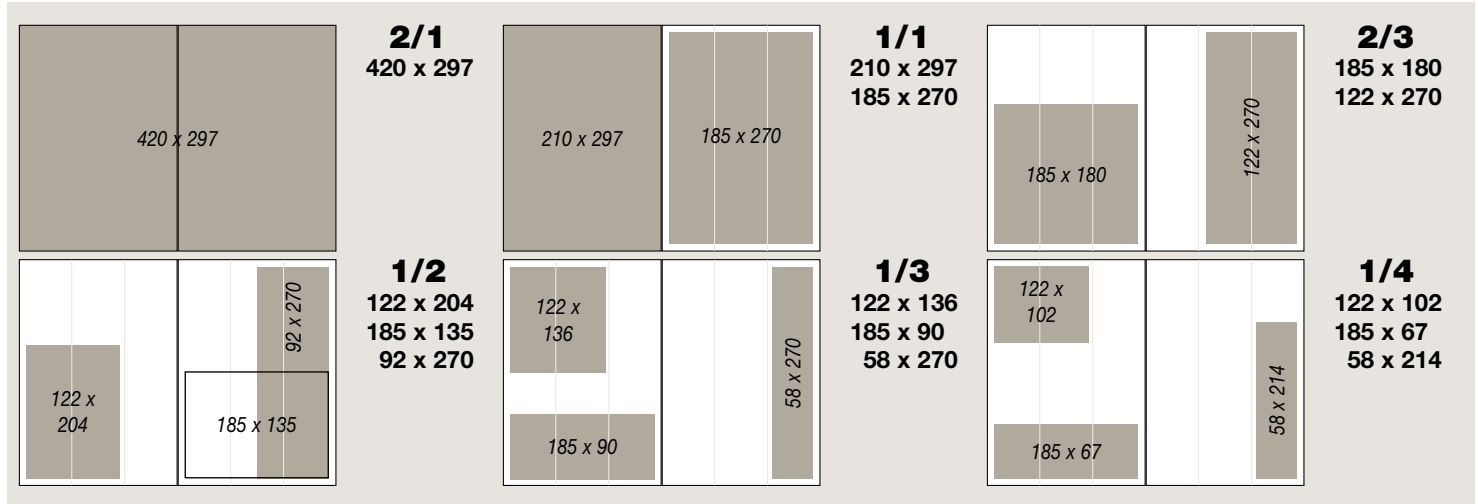 420 x 297
2/1
420 x 297
210 x 297
185 x 270
1/1
210 x 297
185 x 270
185 x 180
122 x 270
2/3
185 x 180
122 x 270
122 x
204
92 x 270
185 x 135
1/2
122 x 204
185 x 135
92 x 270
122 x
136
185 x 90
58 x 270
1/3
122 x 136
185 x 90
58 x 270
122 x
102
185 x 67
58 x 214
1/4
122 x 102
185 x 67
58 x 214